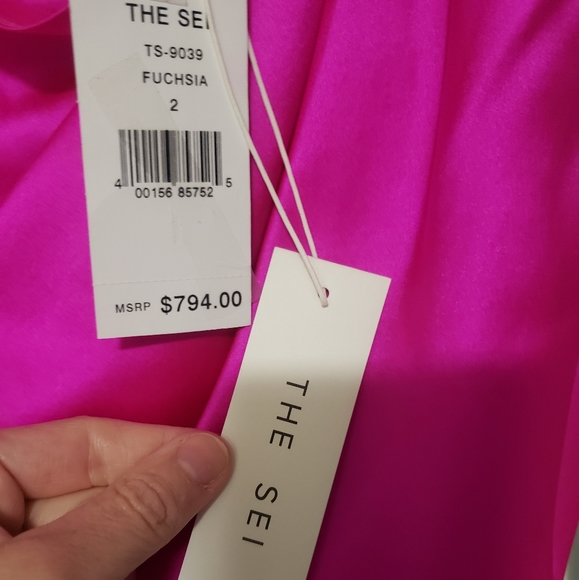 THE SEI
TS-9039
FUCHSIA
2
4 00156 85752 5
MSRP $794.00
THE SEI